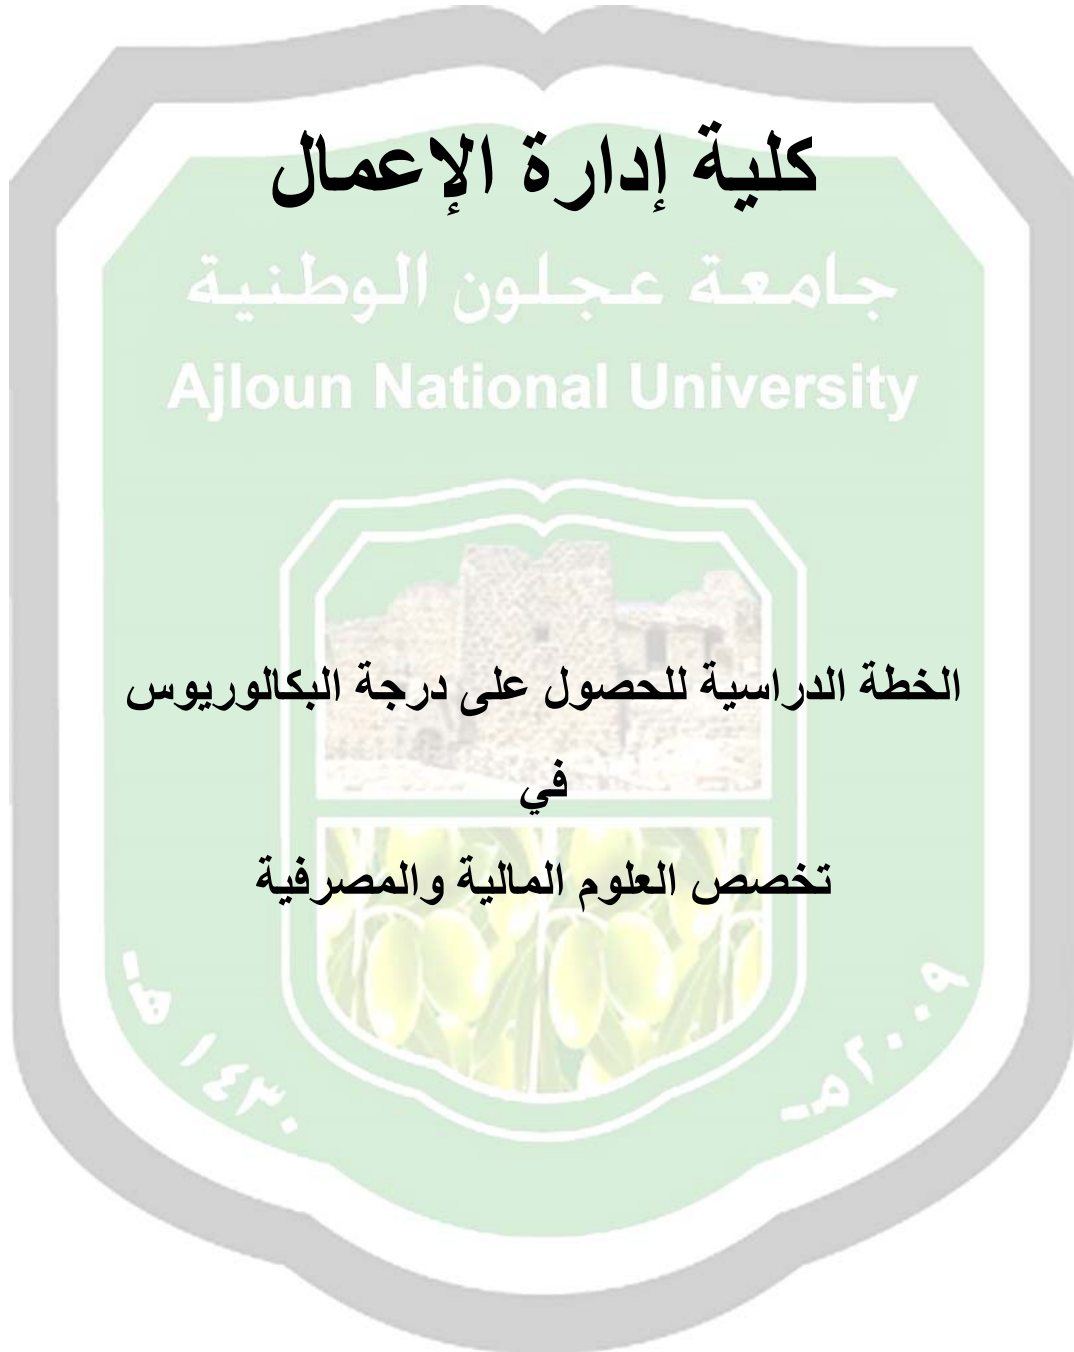 كلية إدارة الإعمال
جامعة عجلون الوطنية
Ajloun National University
الخطة الدراسية للحصول على درجة البكالوريوس
في
تخصص العلوم المالية والمصرفية
١٤٣٠ هـ
٢٠٠٩ مـ